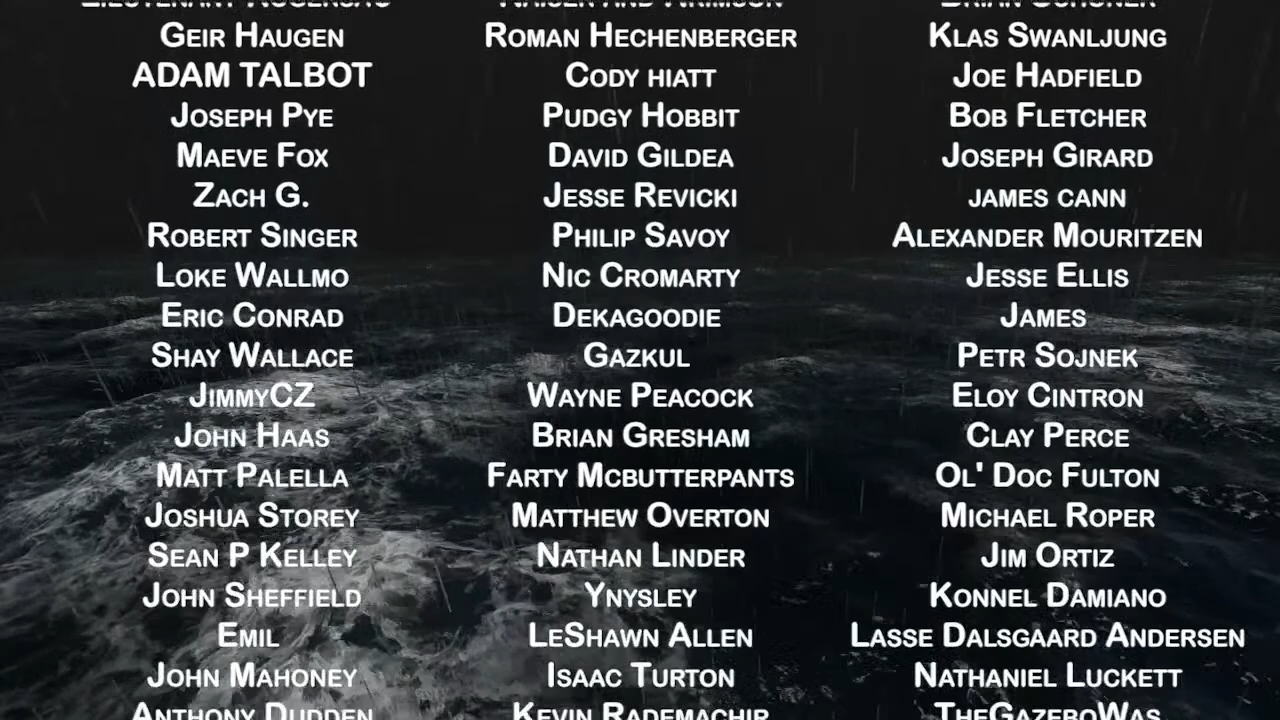 Geir Haugen
Roman Hechenberger
Klas Swanljung
ADAM TALBOT
Cody hiatt
Joe Hadfield
Joseph Pye
Pudgy Hobbit
Bob Fletcher
Maeve Fox
David Gildea
Joseph Girard
Zach G.
Jesse Revicki
james cann
Robert Singer
Philip Savoy
Alexander Mouritzen
Loke Wallmo
Nic Cromarty
Jesse Ellis
Eric Conrad
Dekagoodie
James
Shay Wallace
Gazkul
Petr Sojnek
JimmyCZ
Wayne Peacock
Eloy Cintron
John Haas
Brian Gresham
Clay Perce
Matt Palella
Farty Mcbutterpants
Ol' Doc Fulton
Joshua Storey
Matthew Overton
Michael Roper
Sean P Kelley
Nathan Linder
Jim Ortiz
John Sheffield
Ynysley
Konnel Damiano
Emil
LeShawn Allen
Lasse Dalsgaard Andersen
John Mahoney
Isaac Turton
Nathaniel Luckett
Anthony Dudden
Kevin Rademachir
TheGazeboWas